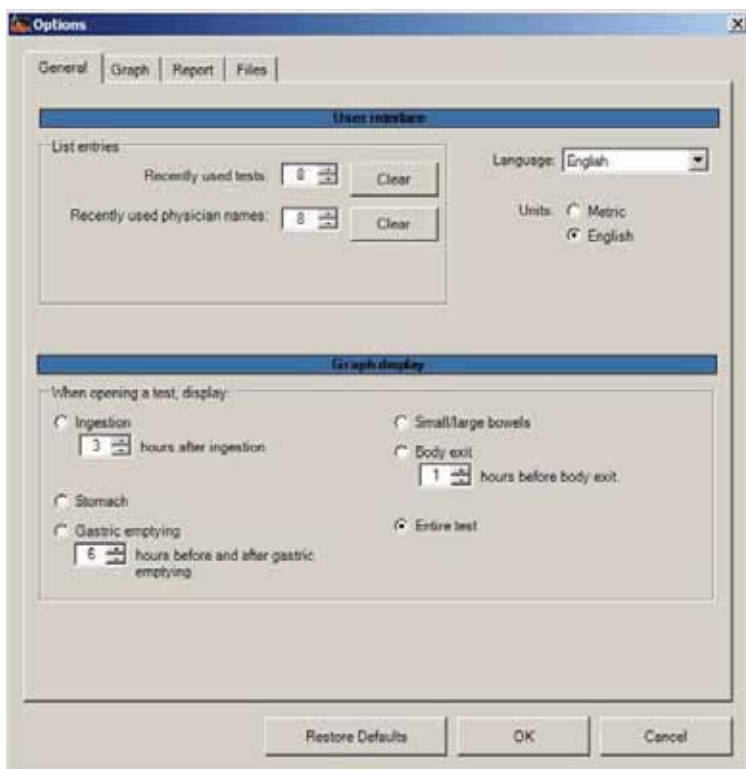 Options
General Graph Report Files
User interface
List entries
Recently used tests: 8 Clear
Recently used physician names: 8 Clear
Language: English
Units: Metric
English
Graph display
When opening a test, display:
Ingestion
3 hours after ingestion
Stomach
Gastric emptying
6 hours before and after gastric
emptying
Small/large bowels
Body exit
1 hours before body exit.
Entire test
Restore Defaults OK Cancel